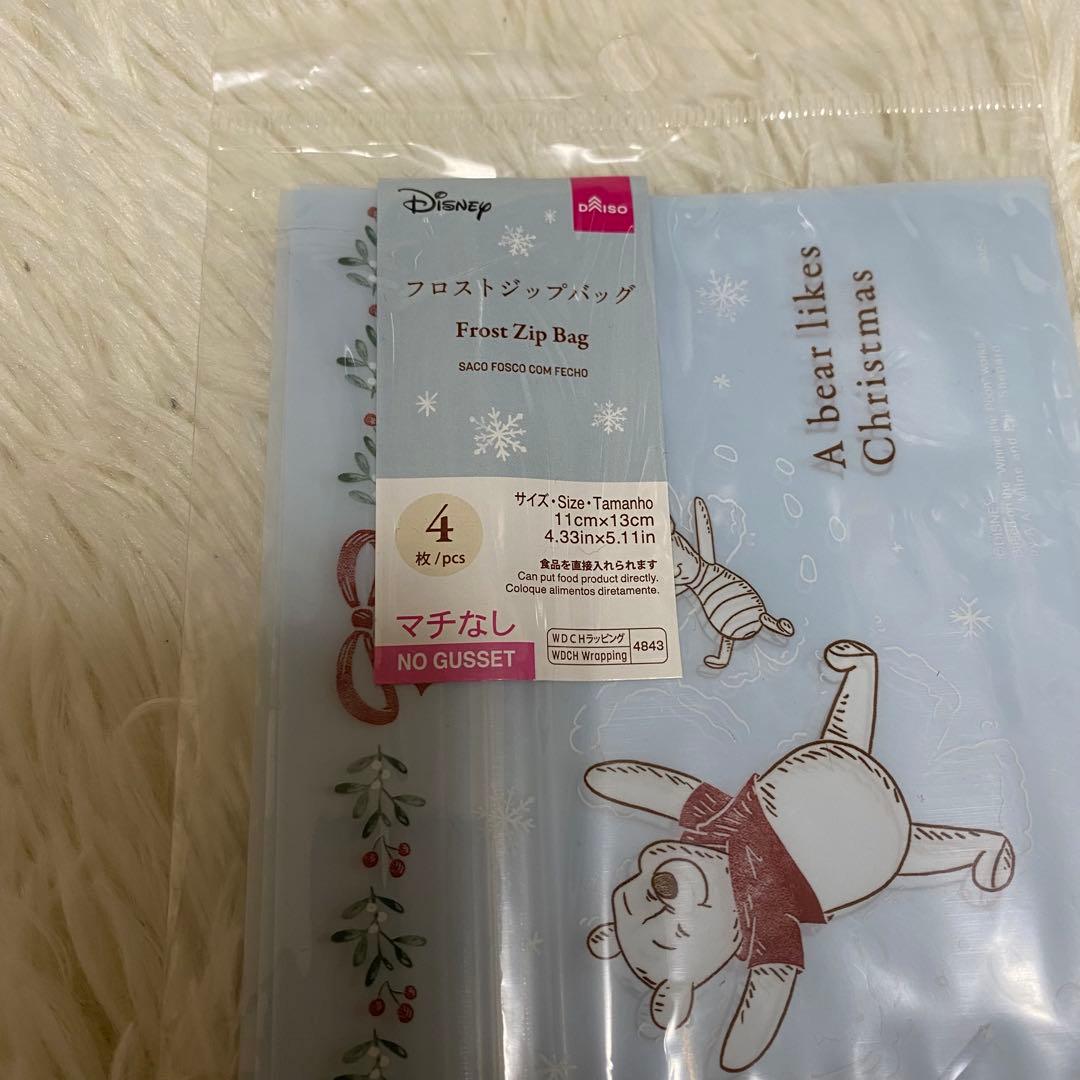 Disney
DAISO
フロストジップバッグ
Frost Zip Bag
SACO FOSCO COM FECHO
4
枚/pcs
サイズ・Size・Tamanho
11cm×13cm
4.33in×5.11in
食品を直接入れられます
Can put food product directly.
Coloque alimentos diretamente.
マチなし
NO GUSSET
WDCHラッピング
WDCH Wrapping
4843
A bear likes
Christmas
©DISNEY